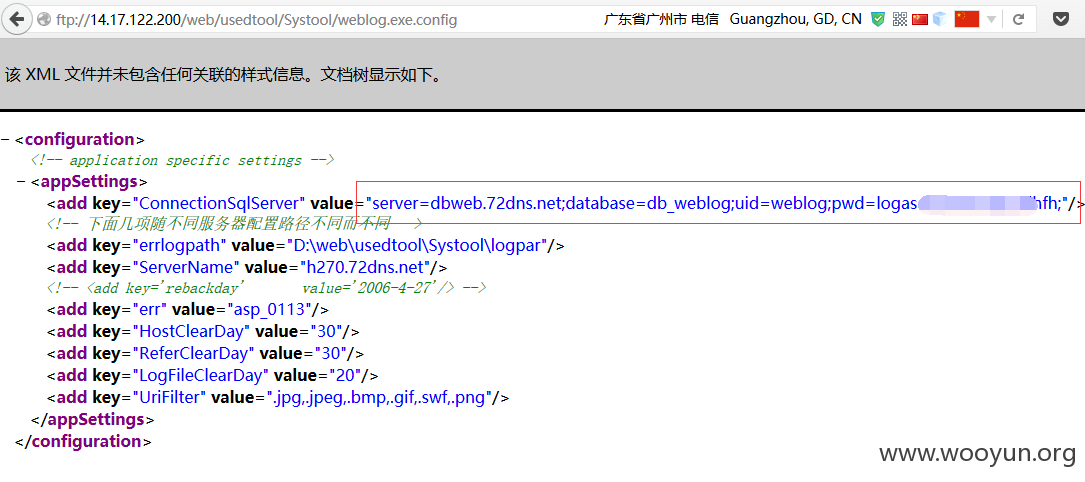 ftp://14.17.122.200/web/usedtool/Systool/weblog.exe.config 广东省广州市 电信 Guangzhou, GD, CN
该 XML 文件并未包含任何关联的样式信息。文档树显示如下。
− <configuration>
<!-- application specific settings -->
− <appSettings>
<add key="ConnectionSqlServer" value="server=dbweb.72dns.net;database=db_weblog;uid=weblog;pwd=logas hfh;"/>
<!-- 下面几项随不同服务器配置路径不同而不同 -->
<add key="errlogpath" value="D:\web\usedtool\Systool\logpar"/>
<add key="ServerName" value="h270.72dns.net"/>
<!-- <add key='rebackday' value='2006-4-27'/> -->
<add key="err" value="asp_0113"/>
<add key="HostClearDay" value="30"/>
<add key="ReferClearDay" value="30"/>
<add key="LogFileClearDay" value="20"/>
<add key="UriFilter" value=".jpg,.jpeg,.bmp,.gif,.swf,.png"/>
</appSettings>
</configuration>
www.wooyun.org